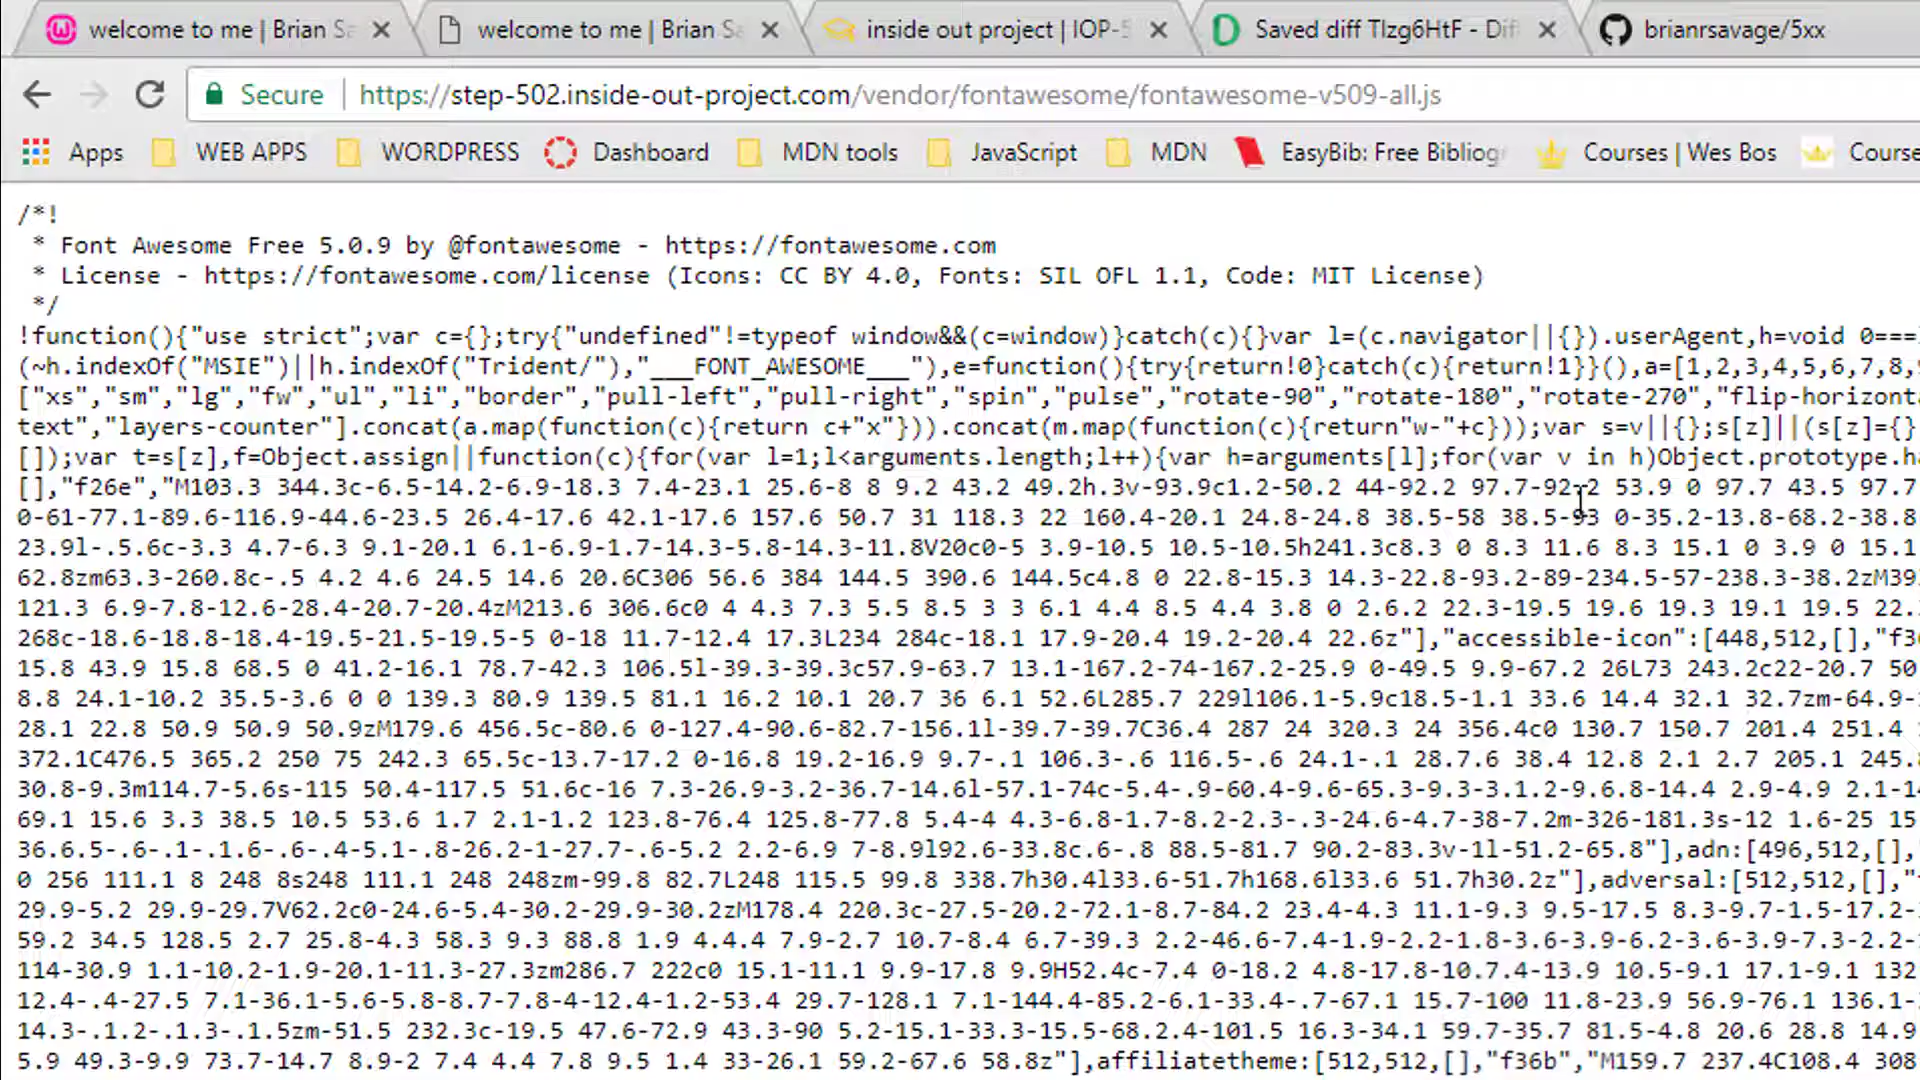 welcome to me | Brian Sa
welcome to me | Brian Sa
inside out project | IOP-5
Saved diff Tlzg6HtF - Dif
brianrsavage/5xx
Secure | https://step-502.inside-out-project.com/vendor/fontawesome/fontawesome-v509-all.js
Apps WEB APPS WORDPRESS Dashboard MDN tools JavaScript MDN EasyBib: Free Bibliog Courses | Wes Bos Course
/*!
* Font Awesome Free 5.0.9 by @fontawesome - https://fontawesome.com
* License - https://fontawesome.com/license (Icons: CC BY 4.0, Fonts: SIL OFL 1.1, Code: MIT License)
*/
!function(){"use strict";var c={};try{"undefined"!=typeof window&&(c=window)}catch(c){}var l=(c.navigator||{}).userAgent,h=void 0===
(~h.indexOf("MSIE")||h.indexOf("Trident/"),"___FONT_AWESOME___"),e=function(){try{return!0}catch(c){return!1}}(),a=[1,2,3,4,5,6,7,8,9
["xs","sm","lg","fw","ul","li","border","pull-left","pull-right","spin","pulse","rotate-90","rotate-180","rotate-270","flip-horizonta
text","layers-counter"].concat(a.map(function(c){return c+"x"})).concat(m.map(function(c){return"w-"+c}));var s=v||{};s[z]||(s[z]={}
[]);var t=s[z],f=Object.assign||function(c){for(var l=1;l<arguments.length;l++){var h=arguments[l];for(var v in h)Object.prototype.ha
[],"f26e","M103.3 344.3c-6.5-14.2-6.9-18.3 7.4-23.1 25.6-8 8 9.2 43.2 49.2h.3v-93.9c1.2-50.2 44-92.2 97.7-92.2 53.9 0 97.7 43.5 97.7
0-61-77.1-89.6-116.9-44.6-23.5 26.4-17.6 42.1-17.6 157.6 50.7 31 118.3 22 160.4-20.1 24.8-24.8 38.5-58 38.5-93 0-35.2-13.8-68.2-38.8
23.9l-.5.6c-3.3 4.7-6.3 9.1-20.1 6.1-6.9-1.7-14.3-5.8-14.3-11.8V20c0-5 3.9-10.5 10.5-10.5h241.3c8.3 0 8.3 11.6 8.3 15.1 0 3.9 0 15.1
62.8zm63.3-260.8c-.5 4.2 4.6 24.5 14.6 20.6C306 56.6 384 144.5 390.6 144.5c4.8 0 22.8-15.3 14.3-22.8-93.2-89-234.5-57-238.3-38.2zM39
121.3 6.9-7.8-12.6-28.4-20.7-20.4zM213.6 306.6c0 4 4.3 7.3 5.5 8.5 3 3 6.1 4.4 8.5 4.4 3.8 0 2.6.2 22.3-19.5 19.6 19.3 19.1 19.5 22.
268c-18.6-18.8-18.4-19.5-21.5-19.5-5 0-18 11.7-12.4 17.3L234 284c-18.1 17.9-20.4 19.2-20.4 22.6z"],"accessible-icon":[448,512,[],"f3
15.8 43.9 15.8 68.5 0 41.2-16.1 78.7-42.3 106.5l-39.3-39.3c57.9-63.7 13.1-167.2-74-167.2-25.9 0-49.5 9.9-67.2 26L73 243.2c22-20.7 50
8.8 24.1-10.2 35.5-3.6 0 0 139.3 80.9 139.5 81.1 16.2 10.1 20.7 36 6.1 52.6L285.7 229l106.1-5.9c18.5-1.1 33.6 14.4 32.1 32.7zm-64.9-
28.1 22.8 50.9 50.9 50.9zM179.6 456.5c-80.6 0-127.4-90.6-82.7-156.1l-39.7-39.7C36.4 287 24 320.3 24 356.4c0 130.7 150.7 201.4 251.4
372.1C476.5 365.2 250 75 242.3 65.5c-13.7-17.2 0-16.8 19.2-16.9 9.7-.1 106.3-.6 116.5-.6 24.1-.1 28.7.6 38.4 12.8 2.1 2.7 205.1 245.8
30.8-9.3m114.7-5.6s-115 50.4-117.5 51.6c-16 7.3-26.9-3.2-36.7-14.6l-57.1-74c-5.4-.9-60.4-9.6-65.3-9.3-3.1.2-9.6.8-14.4 2.9-4.9 2.1-14
69.1 15.6 3.3 38.5 10.5 53.6 1.7 2.1-1.2 123.8-76.4 125.8-77.8 5.4-4 4.3-6.8-1.7-8.2-2.3-.3-24.6-4.7-38-7.2m-326-181.3s-12 1.6-25 15
36.6.5-.6-.1-.1.6-.6-.4-5.1-.8-26.2-1-27.7-.6-5.2 2.2-6.9 7-8.9l92.6-33.8c.6-.8 88.5-81.7 90.2-83.3v-1l-51.2-65.8"],adn:[496,512,[],
0 256 111.1 8 248 8s248 111.1 248 248zm-99.8 82.7L248 115.5 99.8 338.7h30.4l33.6-51.7h168.6l33.6 51.7h30.2z"],adversal:[512,512,[],"
29.9-5.2 29.9-29.7V62.2c0-24.6-5.4-30.2-29.9-30.2zM178.4 220.3c-27.5-20.2-72.1-8.7-84.2 23.4-4.3 11.1-9.3 9.5-17.5 8.3-9.7-1.5-17.2-
59.2 34.5 128.5 2.7 25.8-4.3 58.3 9.3 88.8 1.9 4.4.4 7.9-2.7 10.7-8.4 6.7-39.3 2.2-46.6-7.4-1.9-2.2-1.8-3.6-3.9-6.2-3.6-3.9-7.3-2.2-
114-30.9 1.1-10.2-1.9-20.1-11.3-27.3zm286.7 222c0 15.1-11.1 9.9-17.8 9.9H52.4c-7.4 0-18.2 4.8-17.8-10.7.4-13.9 10.5-9.1 17.1-9.1 132
12.4-.4-27.5 7.1-36.1-5.6-5.8-8.7-7.8-4-12.4-1.2-53.4 29.7-128.1 7.1-144.4-85.2-6.1-33.4-.7-67.1 15.7-100 11.8-23.9 56.9-76.1 136.1-
14.3-.1.2-.1.3-.1.5zm-51.5 232.3c-19.5 47.6-72.9 43.3-90 5.2-15.1-33.3-15.5-68.2.4-101.5 16.3-34.1 59.7-35.7 81.5-4.8 20.6 28.8 14.9
5.9 49.3-9.9 73.7-14.7 8.9-2 7.4 4.4 7.8 9.5 1.4 33-26.1 59.2-67.6 58.8z"],affiliatetheme:[512,512,[],"f36b","M159.7 237.4C108.4 308